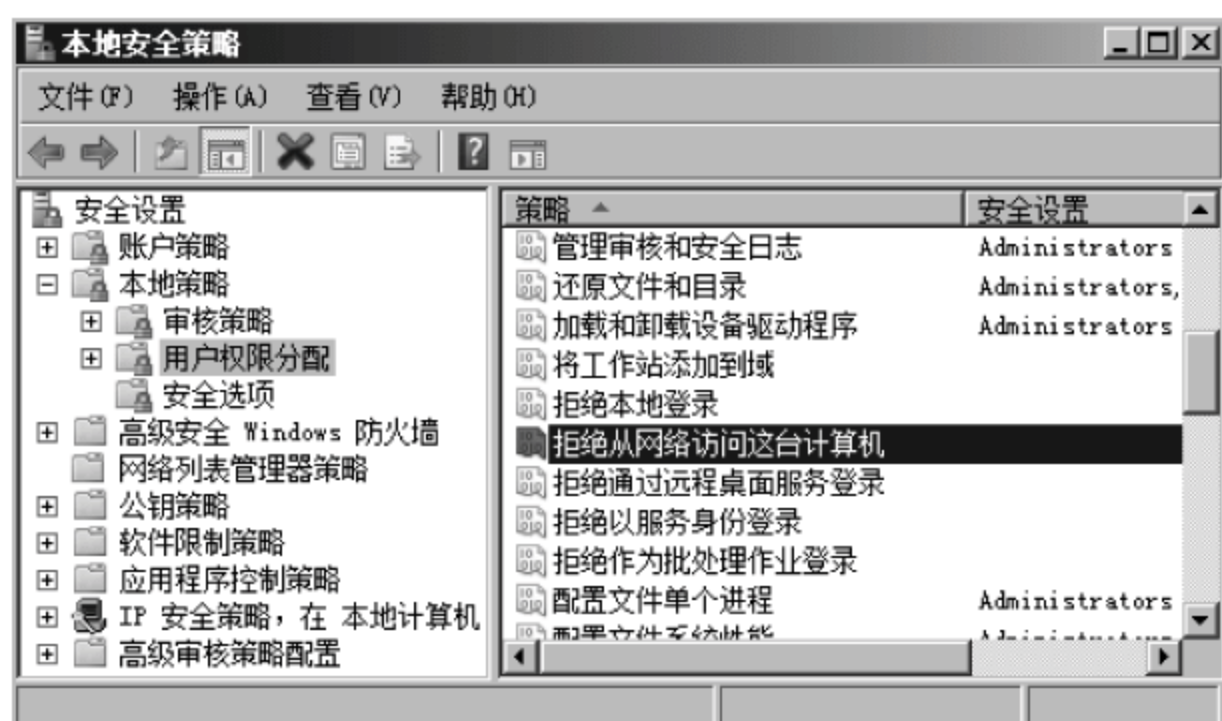 本地安全策略
文件(F) 操作(A) 查看(V) 帮助(H)
安全设置
账户策略
本地策略
审核策略
用户权限分配
安全选项
高级安全 Windows 防火墙
网络列表管理器策略
公钥策略
软件限制策略
应用程序控制策略
IP 安全策略，在 本地计算机
高级审核策略配置
策略 安全设置
管理审核和安全日志 Administrators
还原文件和目录 Administrators,
加载和卸载设备驱动程序 Administrators
将工作站添加到域
拒绝本地登录
拒绝从网络访问这台计算机
拒绝通过远程桌面服务登录
拒绝以服务身份登录
拒绝作为批处理作业登录
配置文件单个进程 Administrators
配置文件系统性能 Administrators